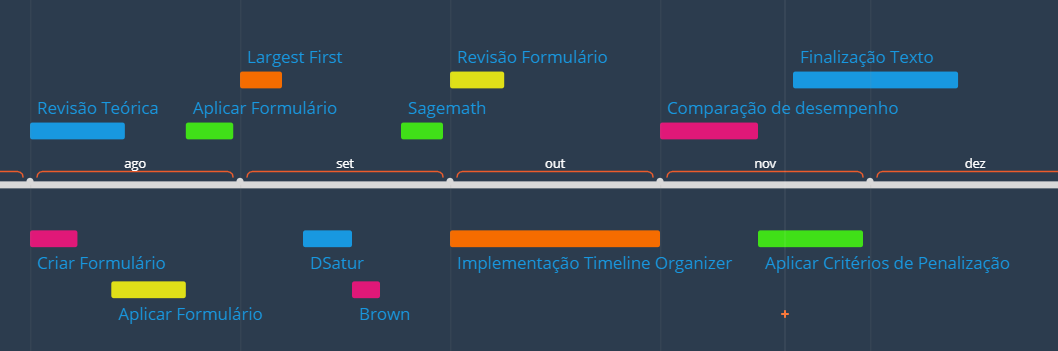 Largest First
Revisão Formulário
Finalização Texto
Revisão Teórica
Aplicar Formulário
Sagemath
Comparação de desempenho
ago
set
out
nov
dez
Criar Formulário
DSatur
Implementação Timeline Organizer
Aplicar Critérios de Penalização
Aplicar Formulário
Brown